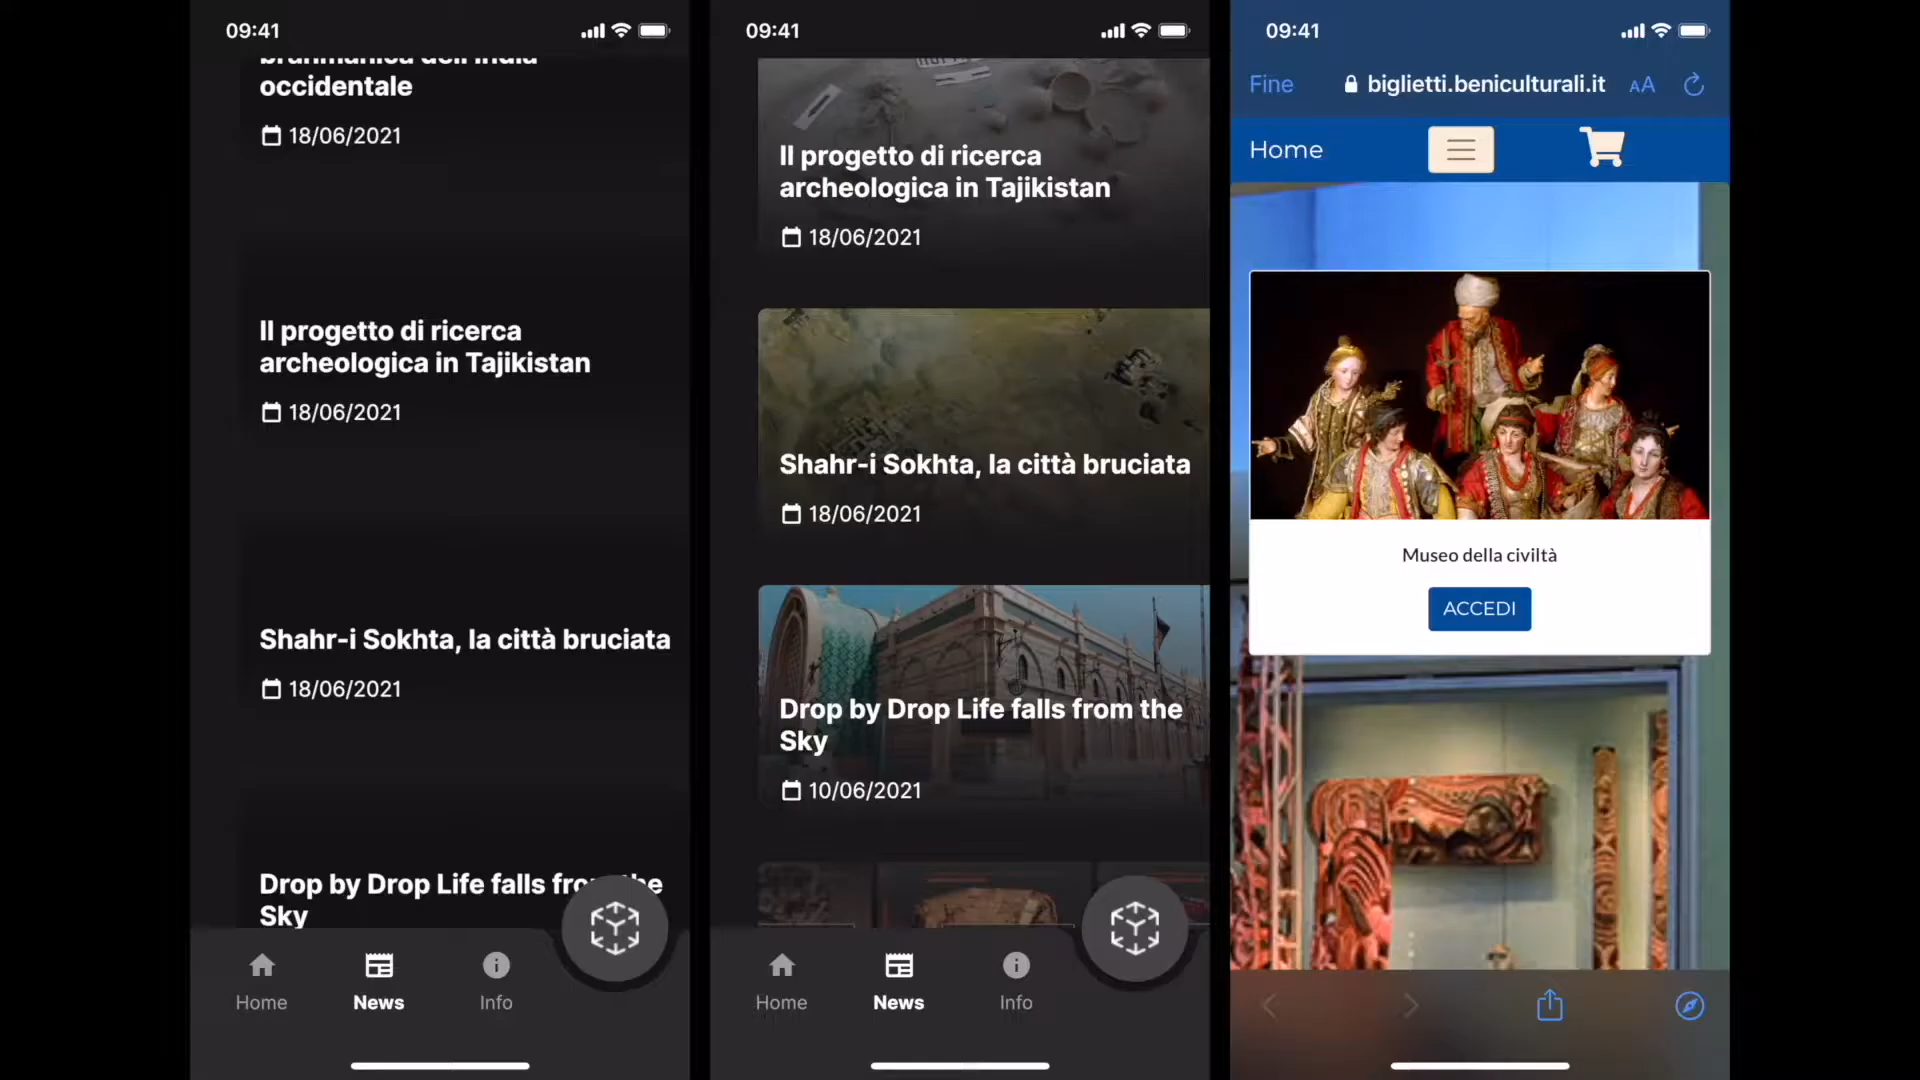 09:41
occidentale
18/06/2021
Il progetto di ricerca
archeologica in Tajikistan
18/06/2021
Shahr-i Sokhta, la città bruciata
18/06/2021
Drop by Drop Life falls from the
Sky
Home
News
Info
09:41
Il progetto di ricerca
archeologica in Tajikistan
18/06/2021
Shahr-i Sokhta, la città bruciata
18/06/2021
Drop by Drop Life falls from the
Sky
10/06/2021
Home
News
Info
09:41
Fine
biglietti.beniculturali.it
AA
Home
Museo della civiltà
ACCEDI